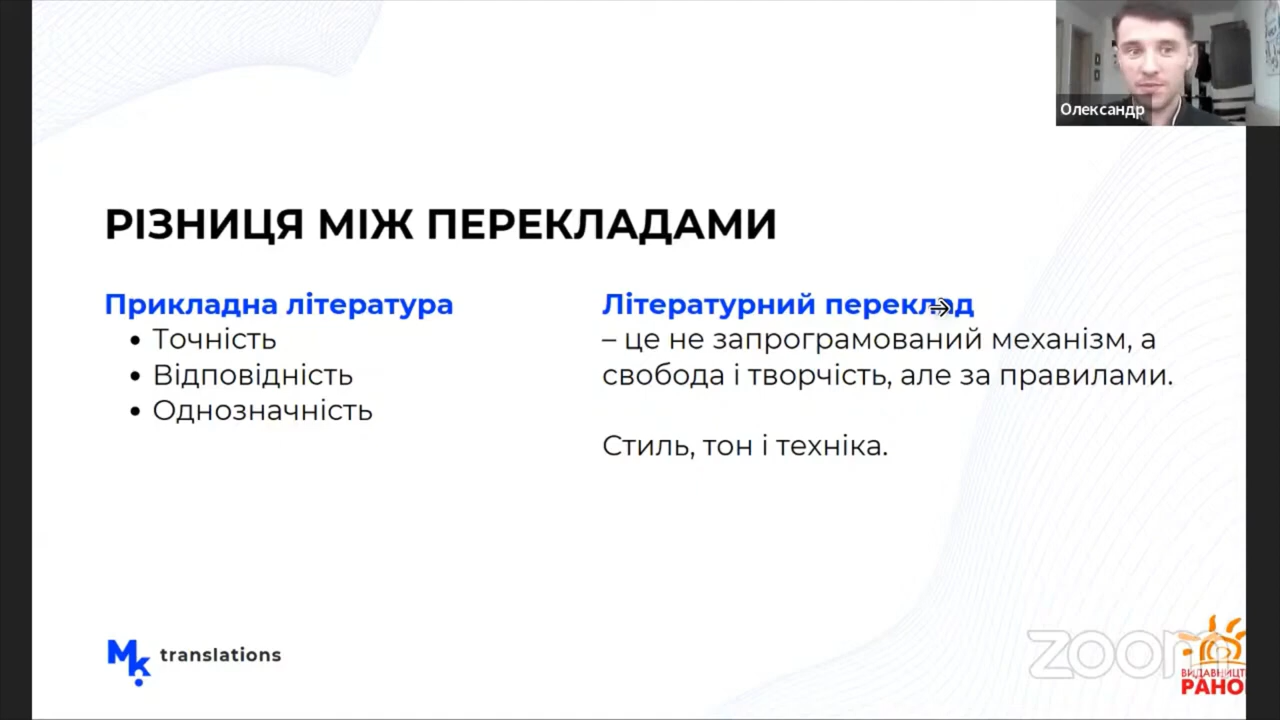 Олександр
РІЗНИЦЯ МІЖ ПЕРЕКЛАДАМИ
Прикладна література
• Точність
• Відповідність
• Однозначність
Літературний переклад
– це не запрограмований механізм, а
свобода і творчість, але за правилами.
Стиль, тон і техніка.
Mk translations
zoom
РАНО